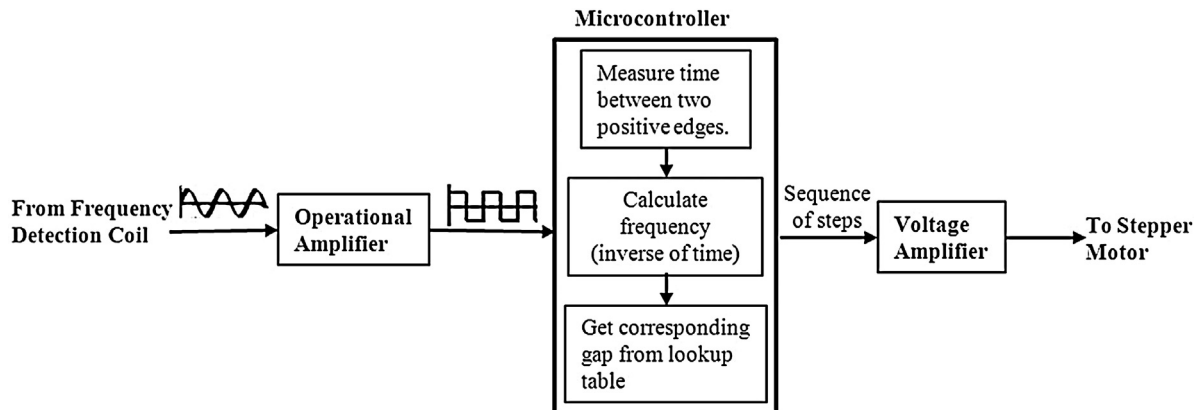 Microcontroller
Measure time
between two
positive edges.
From Frequency
Detection Coil
Operational
Amplifier
Calculate
frequency
(inverse of time)
Sequence
of steps
Voltage
Amplifier
To Stepper
Motor
Get corresponding
gap from lookup
table